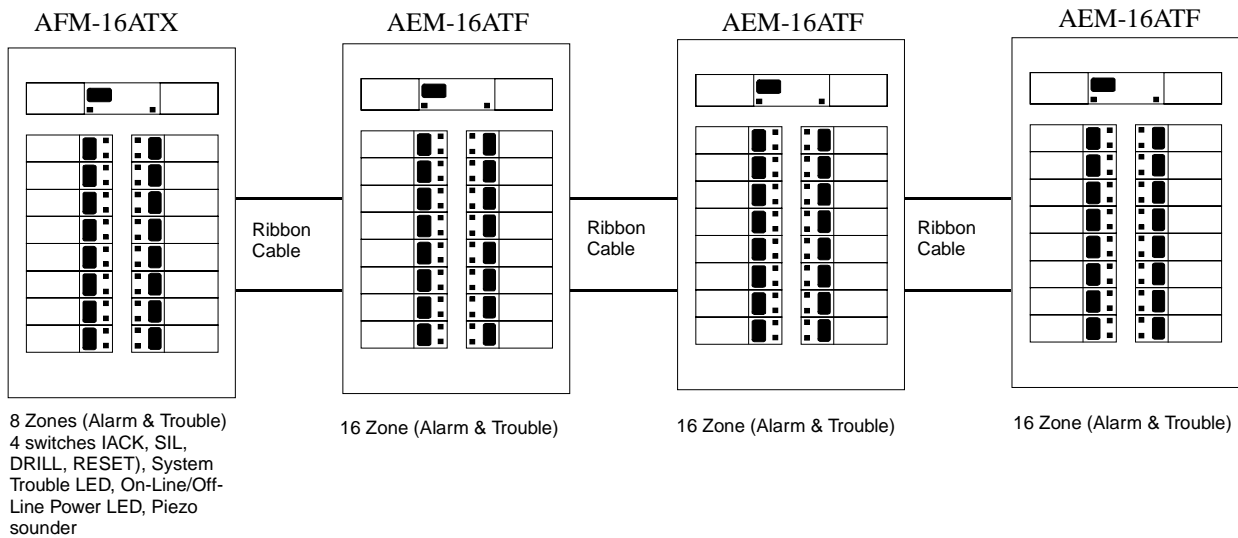 AFM-16ATX
AEM-16ATF
AEM-16ATF
AEM-16ATF
Ribbon
Cable
Ribbon
Cable
Ribbon
Cable
8 Zones (Alarm & Trouble)
4 switches IACK, SIL,
DRILL, RESET), System
Trouble LED, On-Line/Off-
Line Power LED, Piezo
sounder
16 Zone (Alarm & Trouble)
16 Zone (Alarm & Trouble)
16 Zone (Alarm & Trouble)